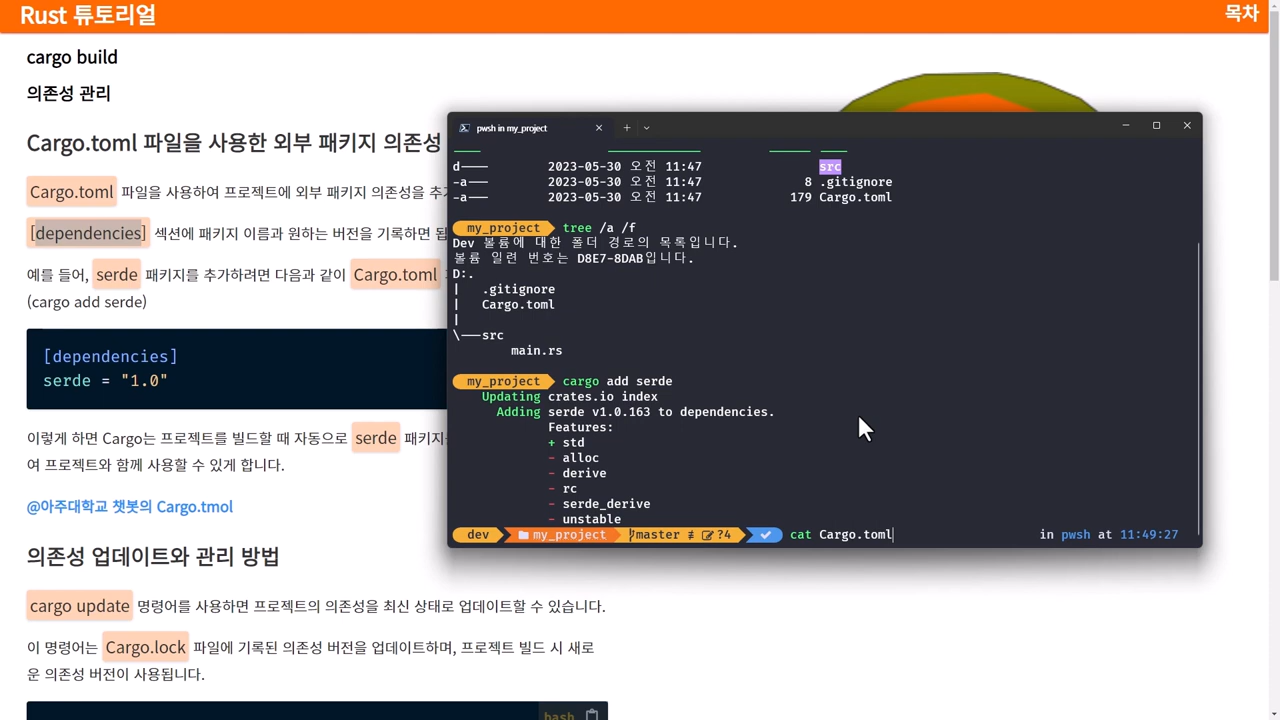 Rust 튜토리얼
목차
cargo build
의존성 관리
Cargo.toml 파일을 사용한 외부 패키지 의존성
Cargo.toml 파일을 사용하여 프로젝트에 외부 패키지 의존성을 추가
[dependencies] 섹션에 패키지 이름과 원하는 버전을 기록하면 됩
예를 들어, serde 패키지를 추가하려면 다음과 같이 Cargo.toml
(cargo add serde)
[dependencies]
serde = "1.0"
이렇게 하면 Cargo는 프로젝트를 빌드할 때 자동으로 serde 패키지를
여 프로젝트와 함께 사용할 수 있게 합니다.
@아주대학교 챗봇의 Cargo.tmol
의존성 업데이트와 관리 방법
cargo update 명령어를 사용하면 프로젝트의 의존성을 최신 상태로 업데이트할 수 있습니다.
이 명령어는 Cargo.lock 파일에 기록된 의존성 버전을 업데이트하며, 프로젝트 빌드 시 새로
운 의존성 버전이 사용됩니다.
bash
pwsh in my_project
d---- 2023-05-30 오전 11:47 src
-a--- 2023-05-30 오전 11:47 8 .gitignore
-a--- 2023-05-30 오전 11:47 179 Cargo.toml
my_project tree /a /f
Dev 볼륨에 대한 폴더 경로의 목록입니다.
볼륨 일련 번호는 D8E7-8DAB입니다.
D:.
|   .gitignore
|   Cargo.toml
|
\---src
main.rs
my_project cargo add serde
Updating crates.io index
Adding serde v1.0.163 to dependencies.
Features:
+ std
- alloc
- derive
- rc
- serde_derive
- unstable
dev my_project master ≢ ?4 cat Cargo.toml in pwsh at 11:49:27